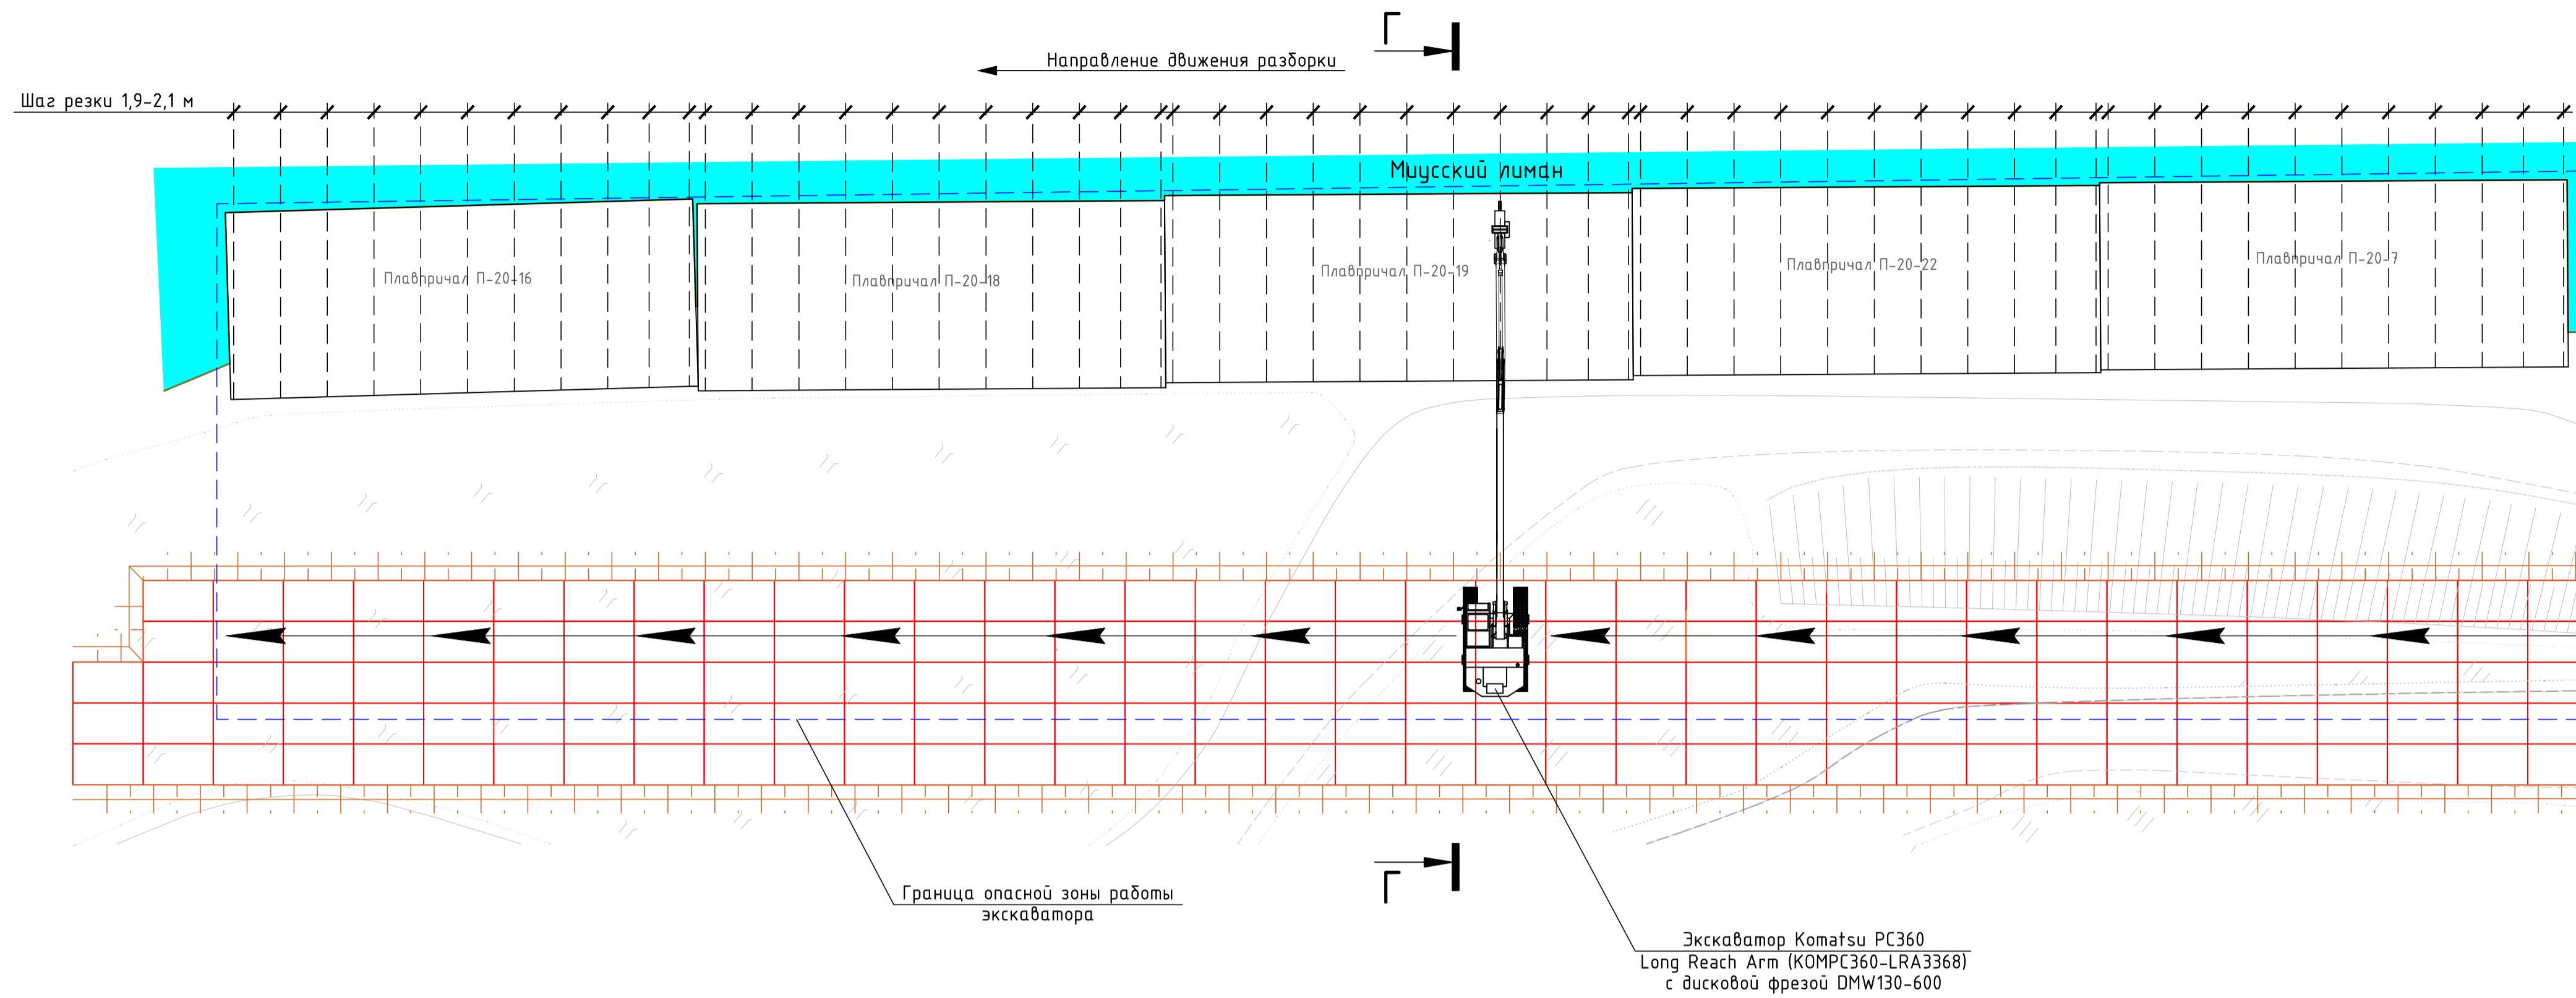 Г
Направление движения разборки
Шаг резки 1,9-2,1 м
Миусский лиман
Плавпричал П-20-16
Плавпричал П-20-18
Плавпричал П-20-19
Плавпричал П-20-22
Плавпричал П-20-7
Г
Граница опасной зоны работы
экскаватора
Экскаватор Komatsu PC360
Long Reach Arm (KOMPC360-LRA3368)
с дисковой фрезой DMW130-600